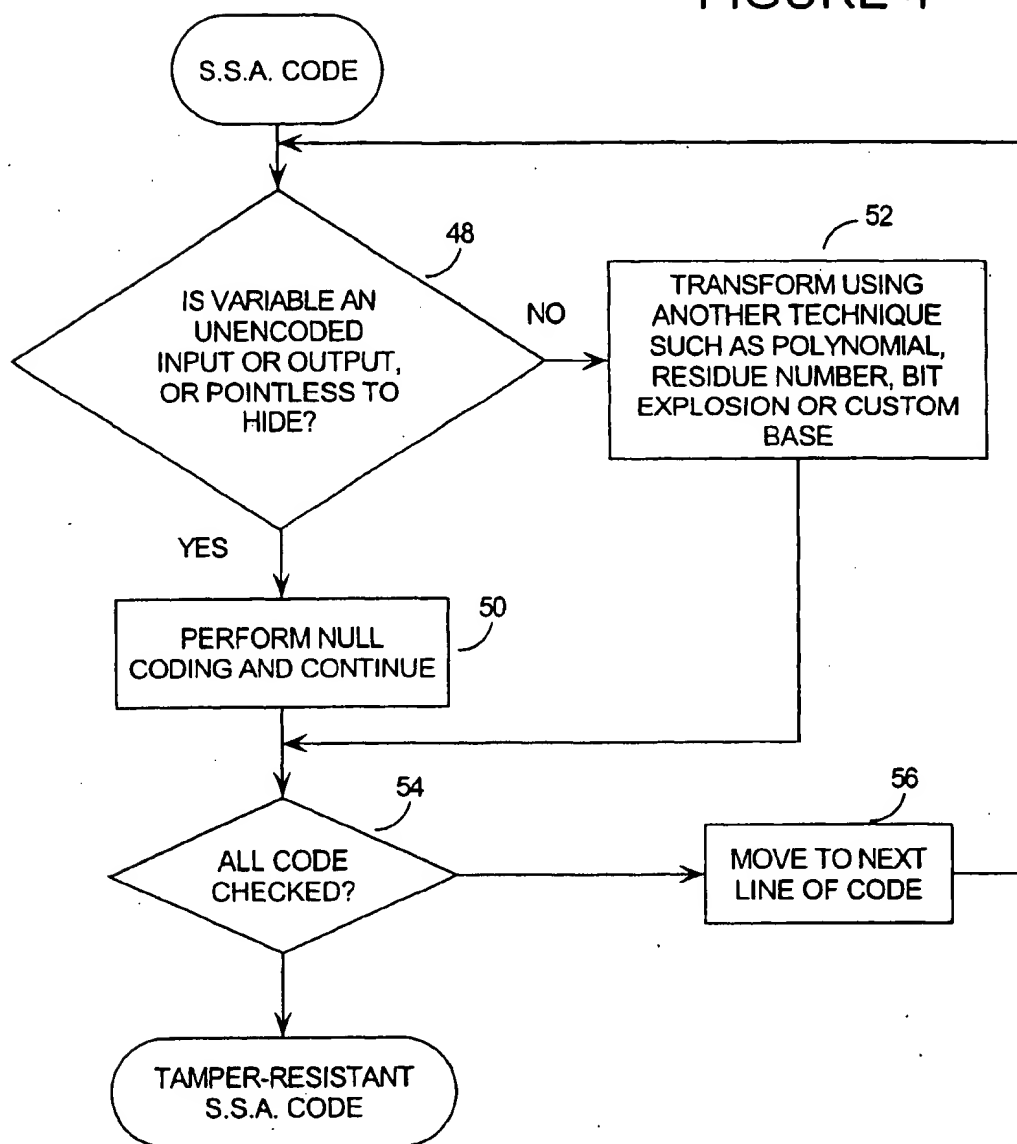 FIGURE 4
S.S.A. CODE
48
IS VARIABLE AN
UNENCODED
INPUT OR OUTPUT,
OR POINTLESS TO
HIDE?
NO
52
TRANSFORM USING
ANOTHER TECHNIQUE
SUCH AS POLYNOMIAL,
RESIDUE NUMBER, BIT
EXPLOSION OR CUSTOM
BASE
YES
50
PERFORM NULL
CODING AND CONTINUE
54
ALL CODE
CHECKED?
56
MOVE TO NEXT
LINE OF CODE
TAMPER-RESISTANT
S.S.A. CODE